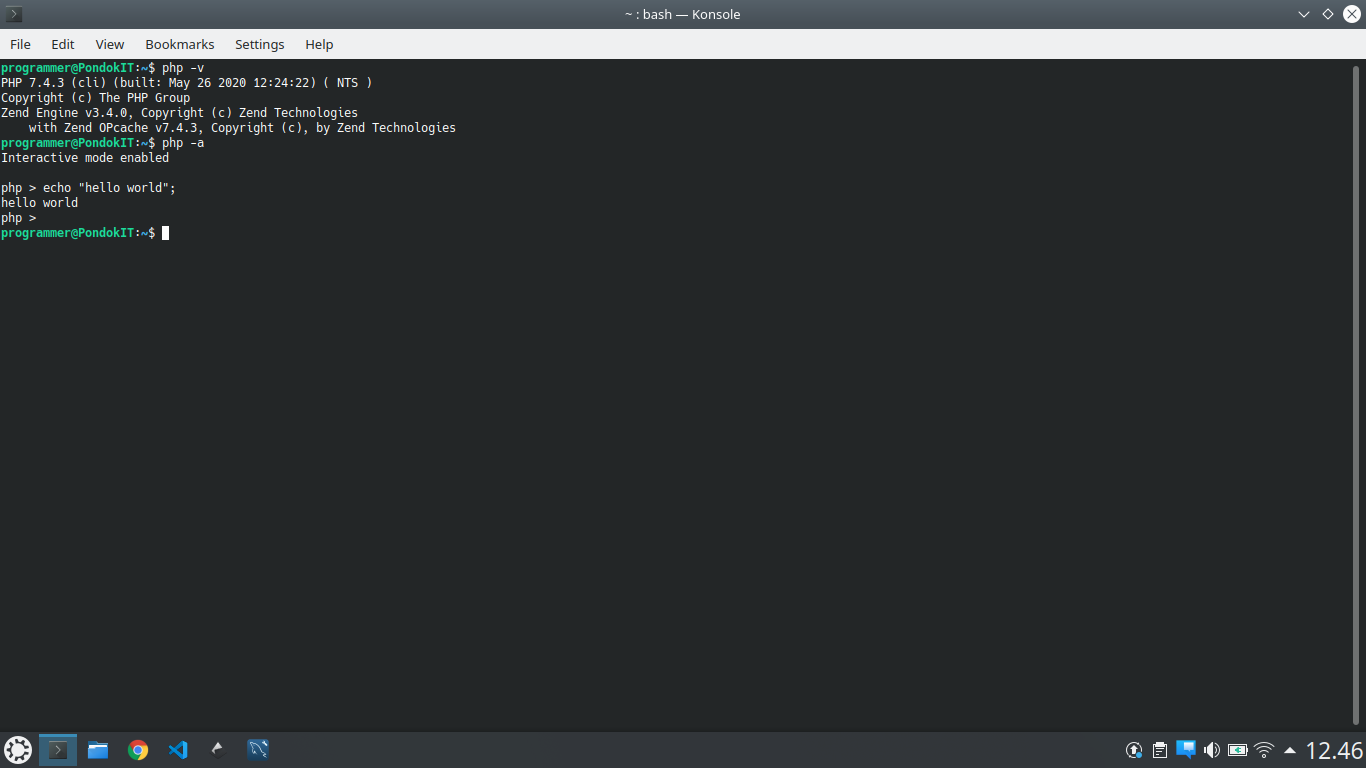 ~ : bash — Konsole
File Edit View Bookmarks Settings Help
programmer@PondokIT:~$ php -v
PHP 7.4.3 (cli) (built: May 26 2020 12:24:22) ( NTS )
Copyright (c) The PHP Group
Zend Engine v3.4.0, Copyright (c) Zend Technologies
    with Zend OPcache v7.4.3, Copyright (c), by Zend Technologies
programmer@PondokIT:~$ php -a
Interactive mode enabled
php > echo "hello world";
hello world
php >
programmer@PondokIT:~$
12.46